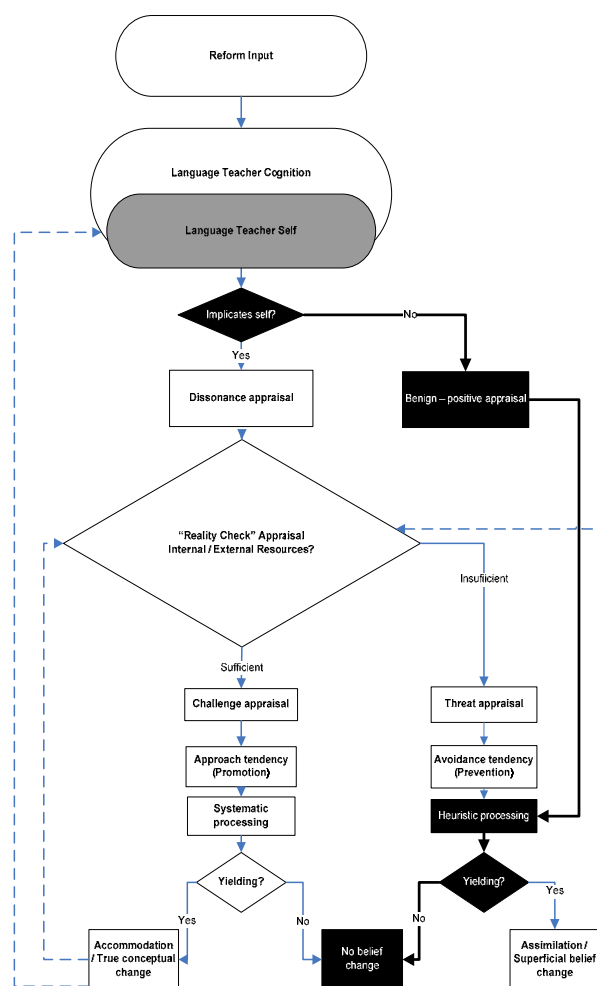 Reform Input
Language Teacher Cognition
Language Teacher Self
Implicates self?
No
Yes
Dissonance appraisal
Benign – positive appraisal
“Reality Check” Appraisal
Internal / External Resources?
Insufiicient
Sufficient
Challenge appraisal
Threat appraisal
Approach tendency
(Promotion)
Avoidance tendency
(Prevention)
Systematic
processing
Heuristic processing
Yielding?
Yielding?
Yes
No
No
Yes
Accommodation
/ True conceptual
change
No belief
change
Assimilation /
Superficial belief
change